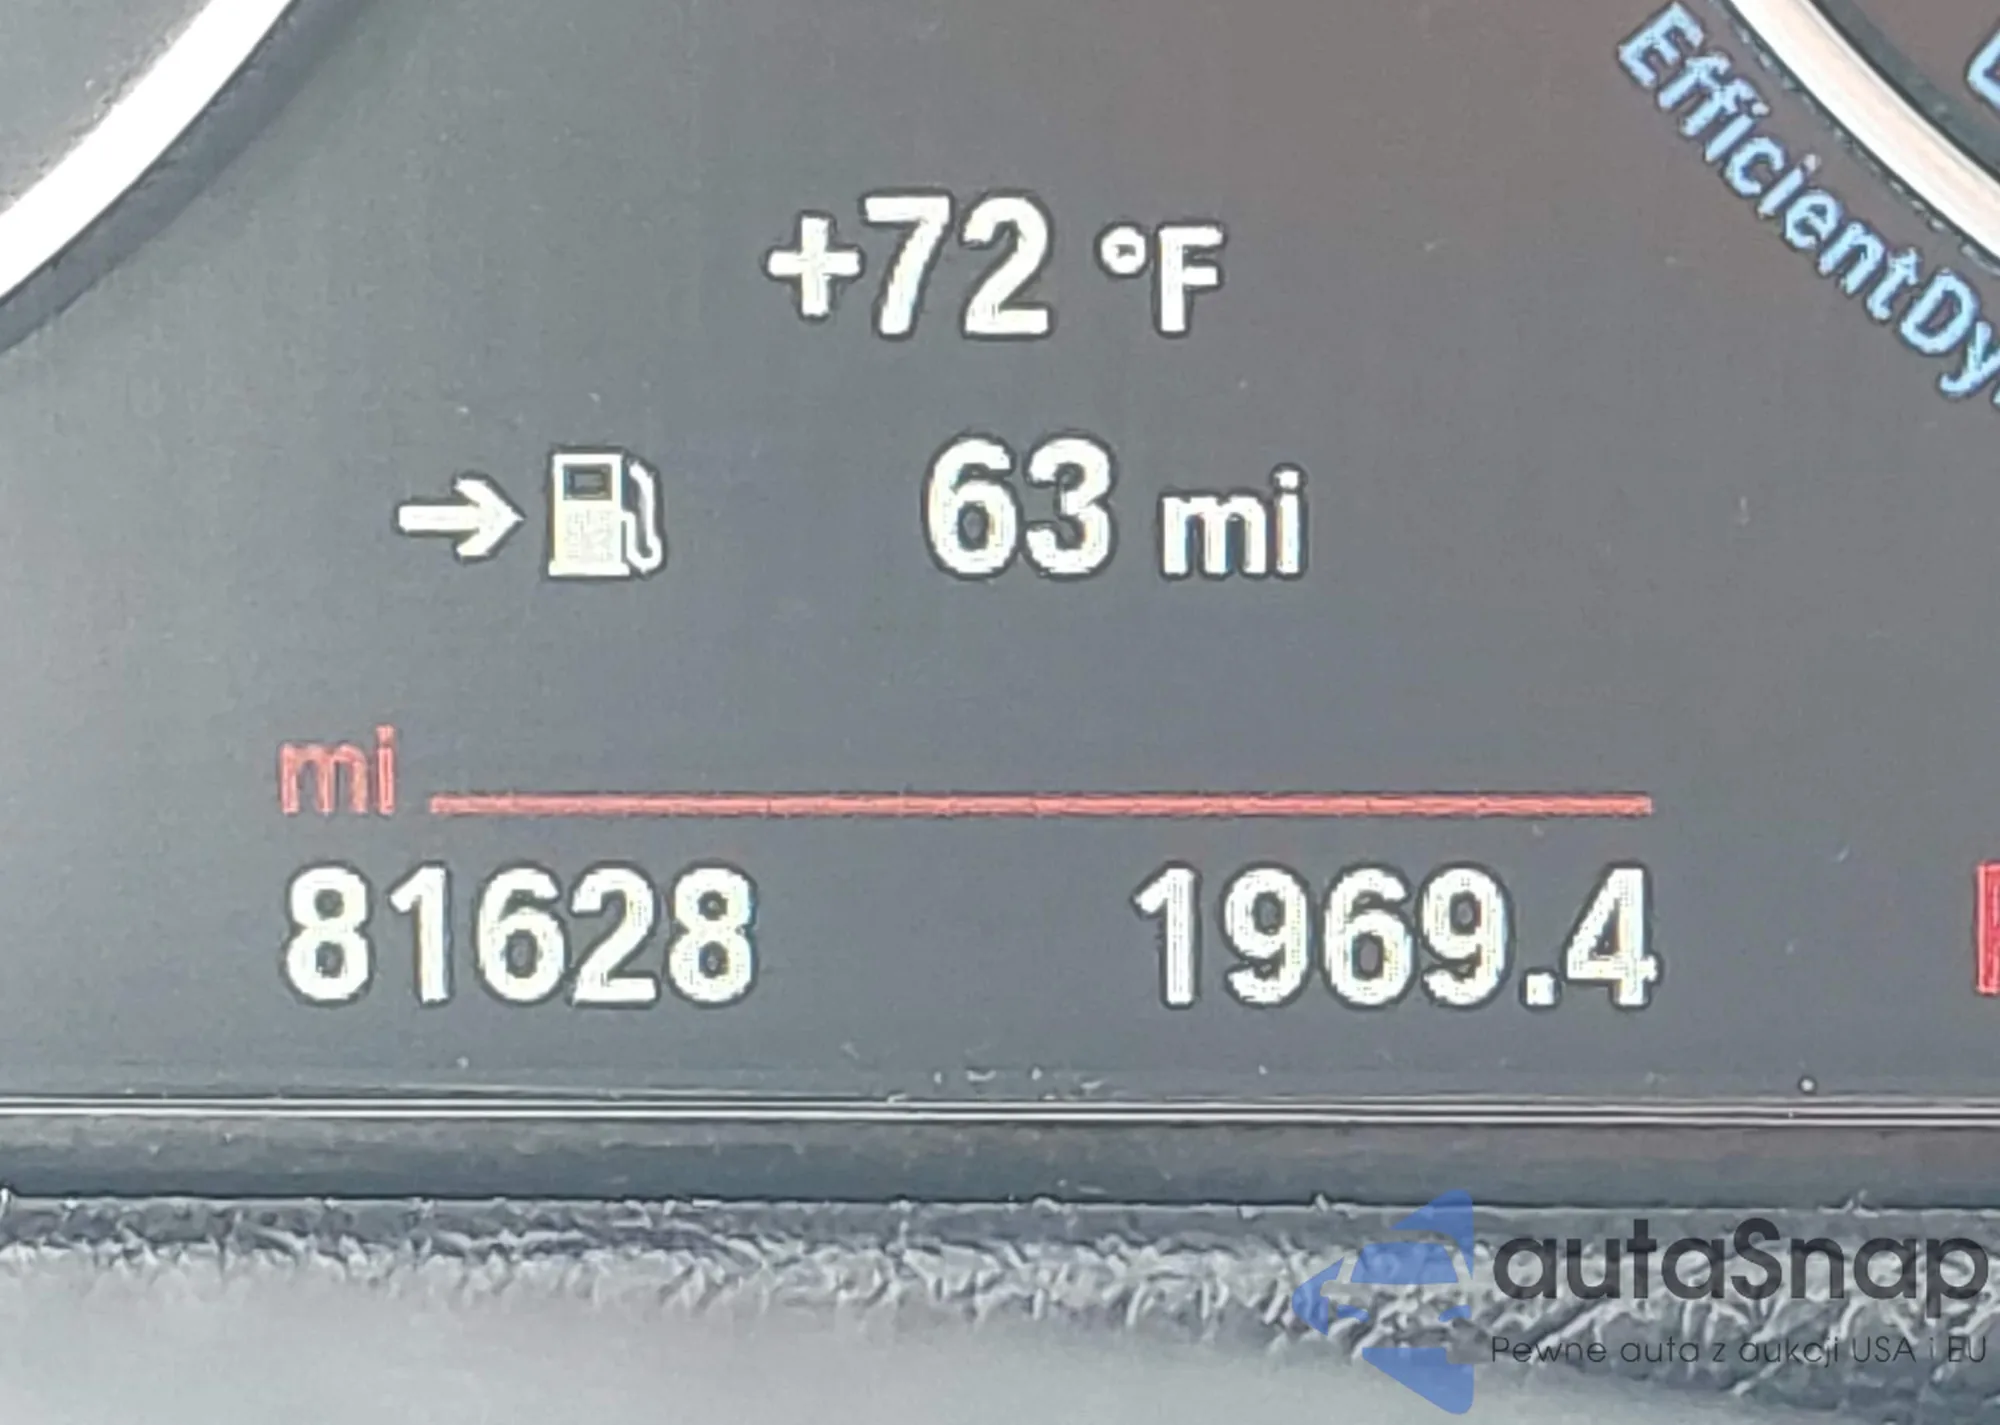 EfficientDy
+72 °F
63 mi
mi
81628 1969.4
autaSnap
Pewne auta z aukcji USA i EU